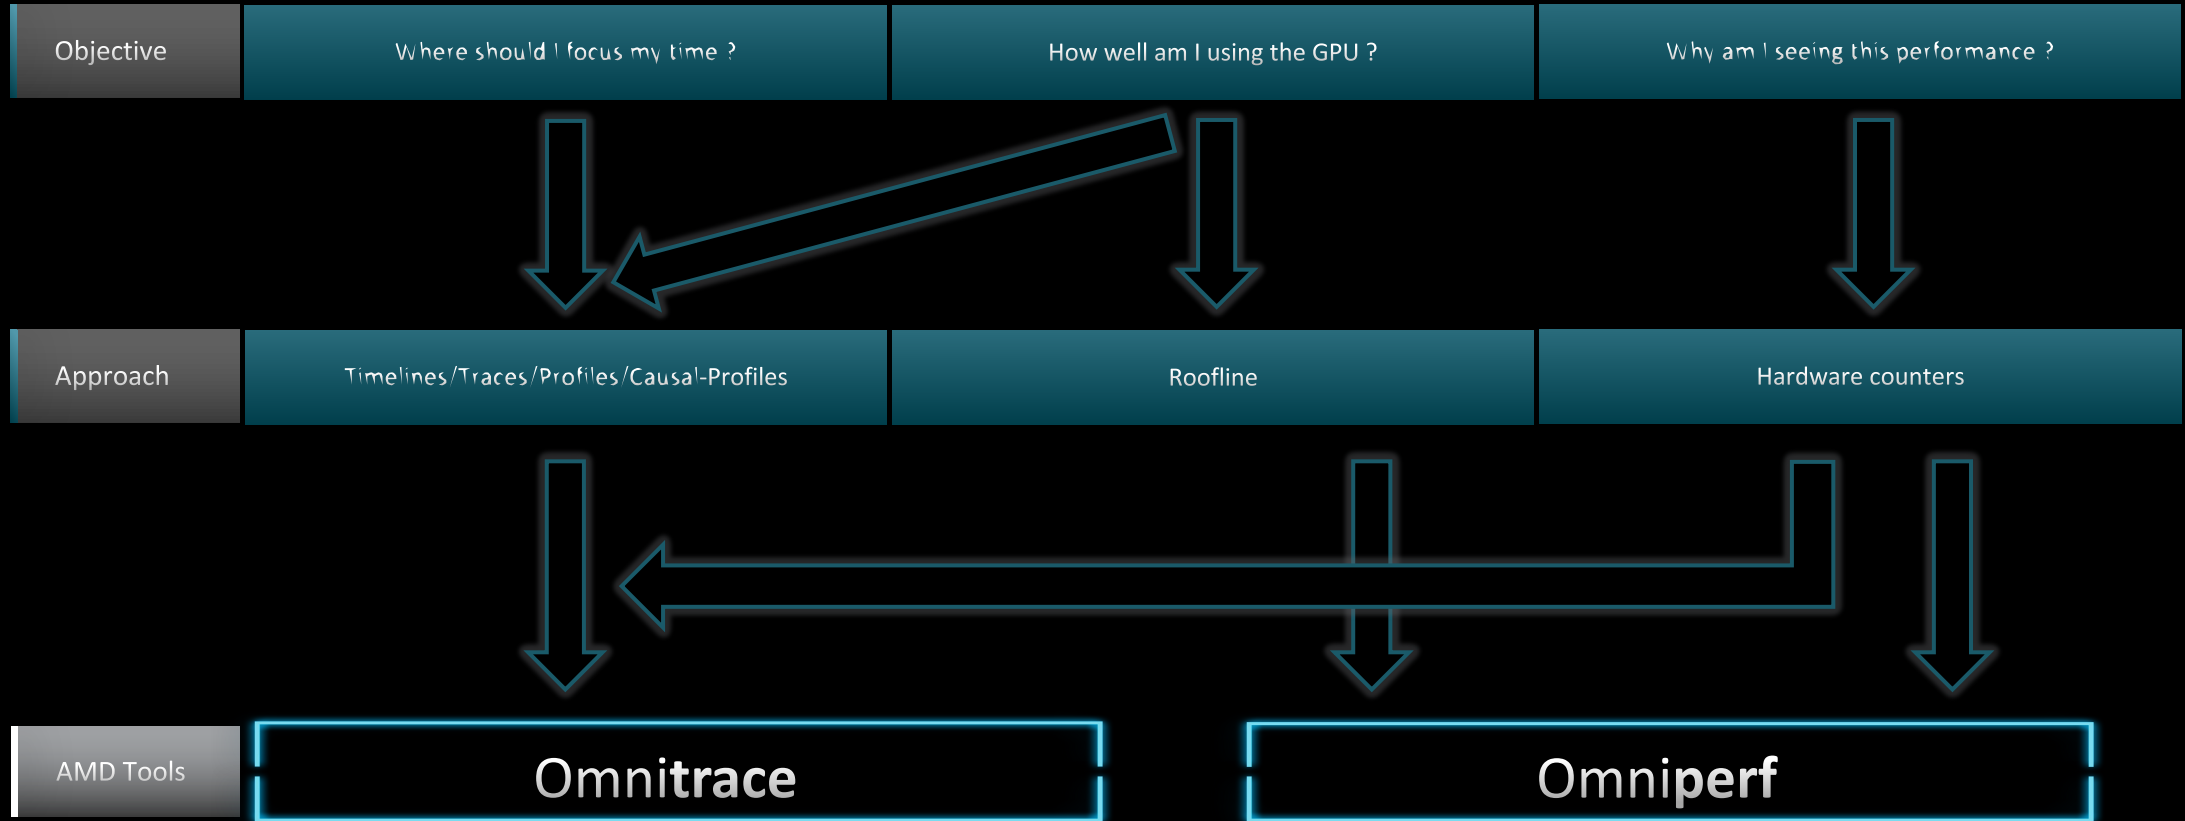 Objective
Where should I focus my time ?
How well am I using the GPU ?
Why am I seeing this performance ?
Approach
Timelines/Traces/Profiles/Causal-Profiles
Roofline
Hardware counters
AMD Tools
Omnitrace
Omniperf